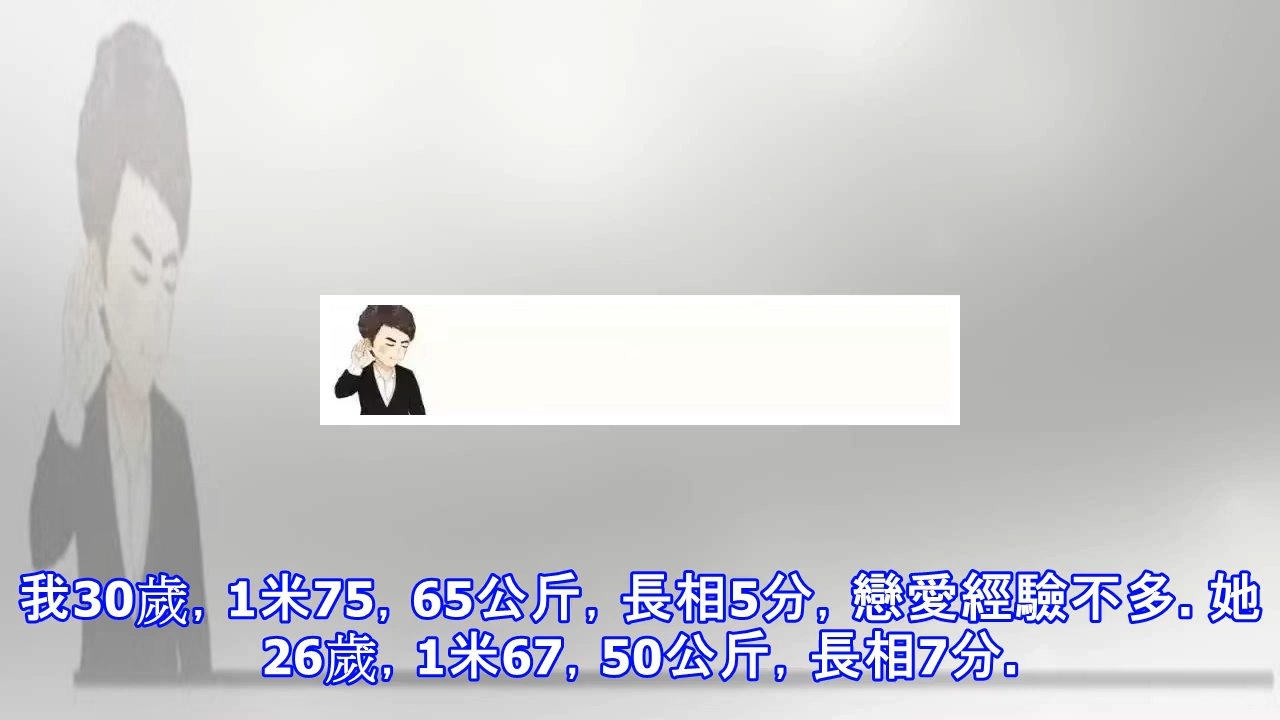 我30歲, 1米75, 65公斤, 長相5分, 戀愛經驗不多. 她
26歲, 1米67, 50公斤, 長相7分.